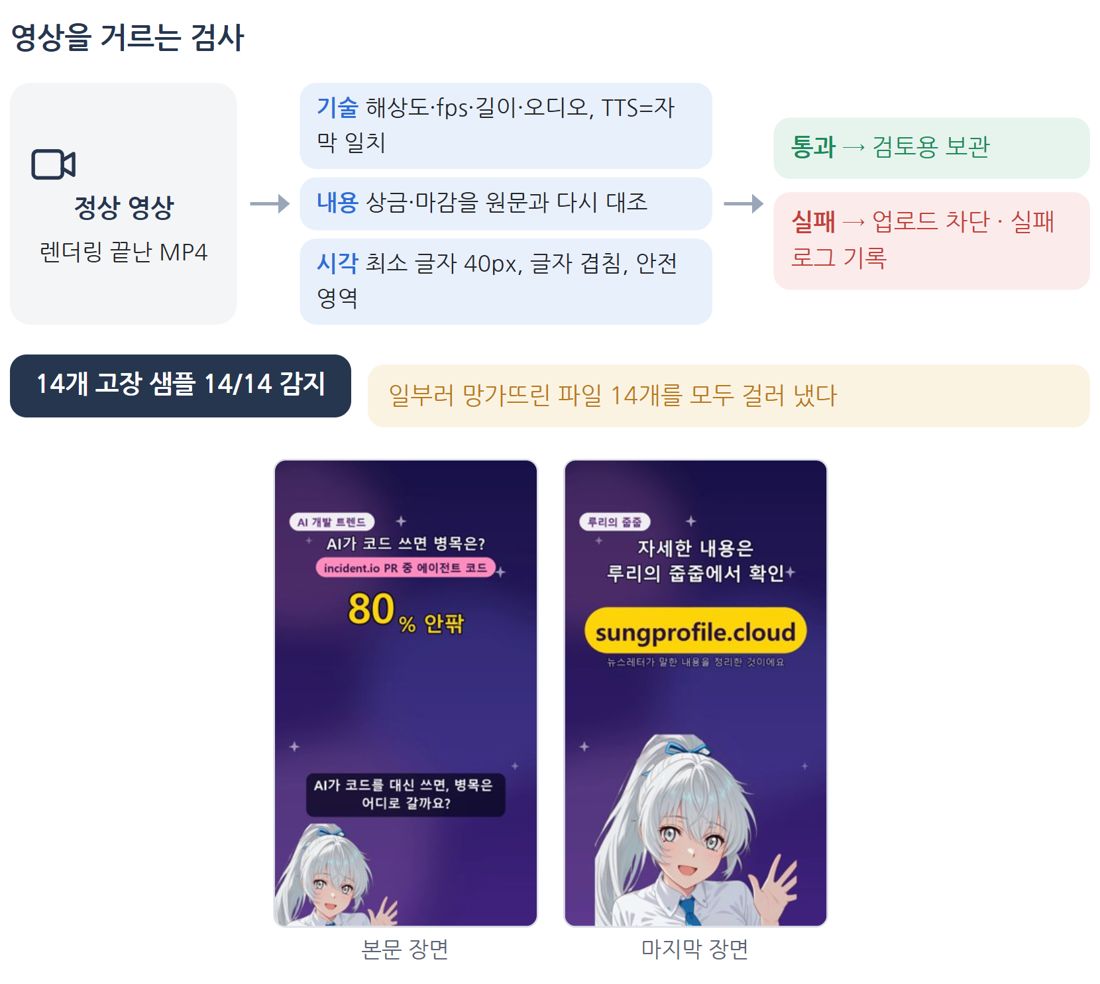 영상을 거르는 검사
정상 영상
렌더링 끝난 MP4
기술 해상도·fps·길이·오디오, TTS=자
막 일치
내용 상금·마감을 원문과 다시 대조
시각 최소 글자 40px, 글자 겹침, 안전
영역
통과 → 검토용 보관
실패 → 업로드 차단 · 실패
로그 기록
14개 고장 샘플 14/14 감지
일부러 망가뜨린 파일 14개를 모두 걸러 냈다
AI 개발 트렌드
AI가 코드 쓰면 병목은?
incident.io PR 중 에이전트 코드
80% 안팎
AI가 코드를 대신 쓰면, 병목은
어디로 갈까요?
본문 장면
루리의 줍줍
자세한 내용은
루리의 줍줍에서 확인
sungprofile.cloud
뉴스레터가 말한 내용을 정리한 것이에요
마지막 장면